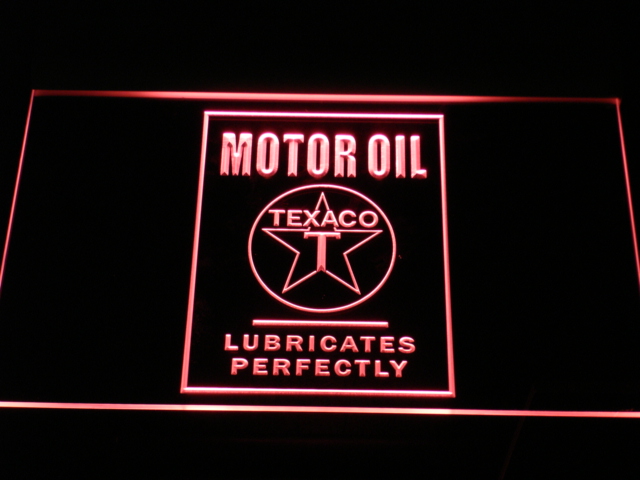 MOTOR OIL
TEXACO
T
LUBRICATES
PERFECTLY